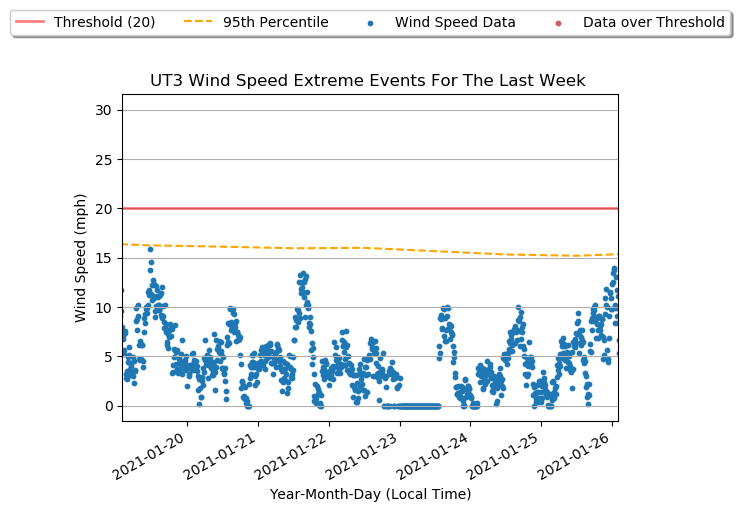 Threshold (20) 95th Percentile Wind Speed Data Data over Threshold
UT3 Wind Speed Extreme Events For The Last Week
30
25
20
15
10
5
0
Wind Speed (mph)
2021-01-20 2021-01-21 2021-01-22 2021-01-23 2021-01-24 2021-01-25 2021-01-26
Year-Month-Day (Local Time)